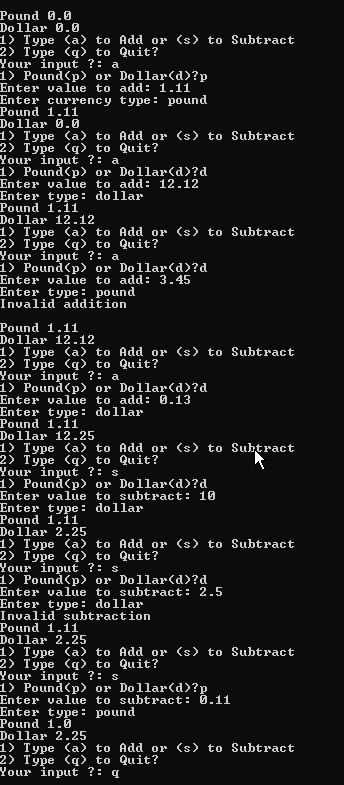 Pound 0.0
Dollar 0.0
1) Type (a) to Add or (s) to Subtract
2) Type (q) to Quit?
Your input ?: a
1) Pound(p) or Dollar(d)?p
Enter value to add: 1.11
Enter currency type: pound
Pound 1.11
Dollar 0.0
1) Type (a) to Add or (s) to Subtract
2) Type (q) to Quit?
Your input ?: a
1) Pound(p) or Dollar(d)?d
Enter value to add: 12.12
Enter type: dollar
Pound 1.11
Dollar 12.12
1) Type (a) to Add or (s) to Subtract
2) Type (q) to Quit?
Your input ?: a
1) Pound(p) or Dollar(d)?d
Enter value to add: 3.45
Enter type: pound
Invalid addition
Pound 1.11
Dollar 12.12
1) Type (a) to Add or (s) to Subtract
2) Type (q) to Quit?
Your input ?: a
1) Pound(p) or Dollar(d)?d
Enter value to add: 0.13
Enter type: dollar
Pound 1.11
Dollar 12.25
1) Type (a) to Add or (s) to Subtract
2) Type (q) to Quit?
Your input ?: s
1) Pound(p) or Dollar(d)?d
Enter value to subtract: 10
Enter type: dollar
Pound 1.11
Dollar 2.25
1) Type (a) to Add or (s) to Subtract
2) Type (q) to Quit?
Your input ?: s
1) Pound(p) or Dollar(d)?d
Enter value to subtract: 2.5
Enter type: dollar
Invalid subtraction
Pound 1.11
Dollar 2.25
1) Type (a) to Add or (s) to Subtract
2) Type (q) to Quit?
Your input ?: s
1) Pound(p) or Dollar(d)?p
Enter value to subtract: 0.11
Enter type: pound
Pound 1.0
Dollar 2.25
1) Type (a) to Add or (s) to Subtract
2) Type (q) to Quit?
Your input ?: q